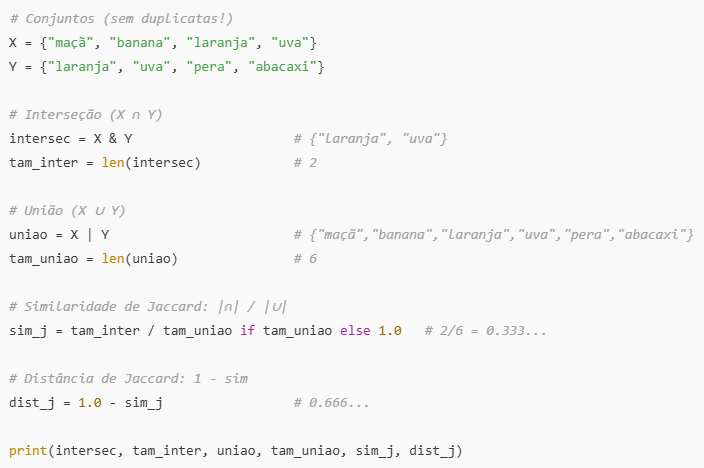 # Conjuntos (sem duplicatas!)
X = {"maçã", "banana", "laranja", "uva"}
Y = {"laranja", "uva", "pera", "abacaxi"}
# Interseção (X ∩ Y)
intersec = X & Y # {"laranja", "uva"}
tam_inter = len(intersec) # 2
# União (X ∪ Y)
uniao = X | Y # {"maçã","banana","laranja","uva","pera","abacaxi"}
tam_uniao = len(uniao) # 6
# Similaridade de Jaccard: |∩| / |∪|
sim_j = tam_inter / tam_uniao if tam_uniao else 1.0 # 2/6 = 0.333...
# Distância de Jaccard: 1 - sim
dist_j = 1.0 - sim_j # 0.666...
print(intersec, tam_inter, uniao, tam_uniao, sim_j, dist_j)